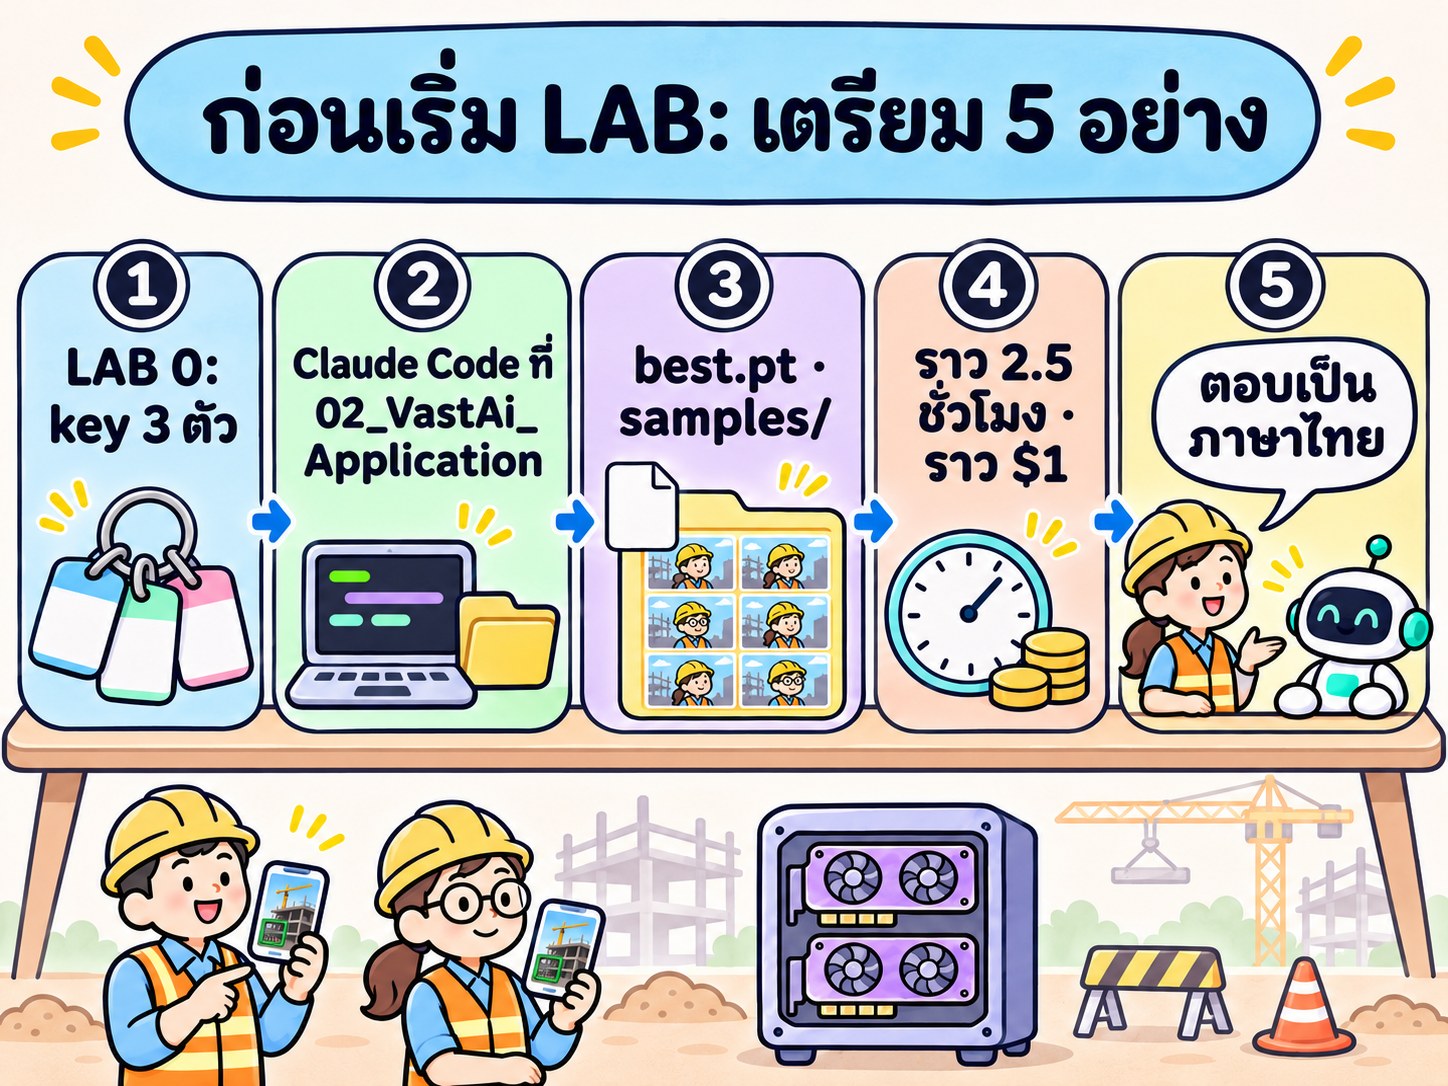 ก่อนเริ่ม LAB: เตรียม 5 อย่าง
1
LAB 0:
key 3 ตัว
2
Claude Code ที่
02_VastAi_
Application
3
best.pt ·
samples/
4
ราว 2.5
ชั่วโมง ·
ราว $1
5
ตอบเป็น
ภาษาไทย